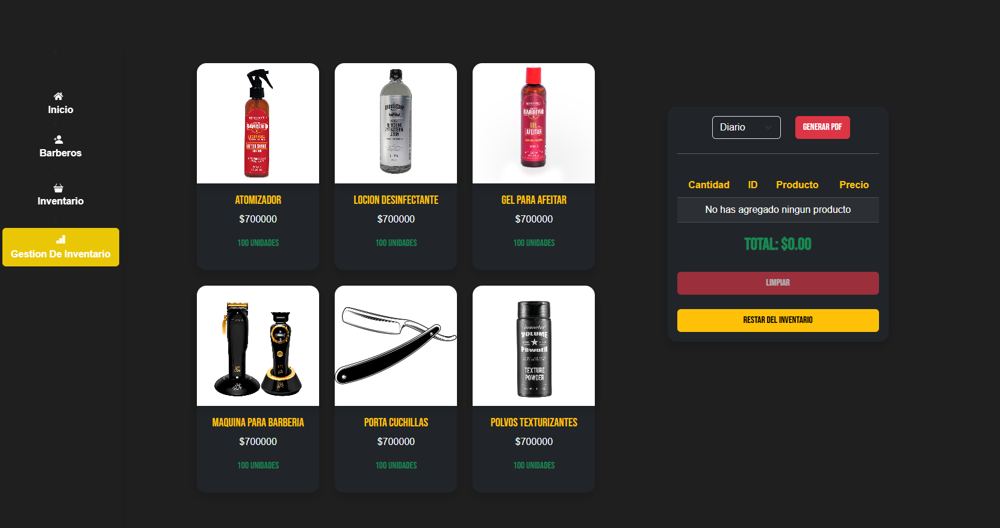 Inicio
Barberos
Inventario
Gestion De Inventario
BARBERO
AFTER SHAVE
REFRESHING
ANTIBACTERIAL
LOTION
BARBERO
GEL
AFEITAR
ATOMIZADOR
$700000
100 UNIDADES
LOCION DESINFECTANTE
$700000
100 UNIDADES
GEL PARA AFEITAR
$700000
100 UNIDADES
VOLUME
POWDER
TEXTURE
POWDER
MAQUINA PARA BARBERIA
$700000
100 UNIDADES
PORTA CUCHILLAS
$700000
100 UNIDADES
POLVOS TEXTURIZANTES
$700000
100 UNIDADES
Diario
GENERAR PDF
Cantidad ID Producto Precio
No has agregado ningun producto
TOTAL: $0.00
LIMPIAR
RESTAR DEL INVENTARIO